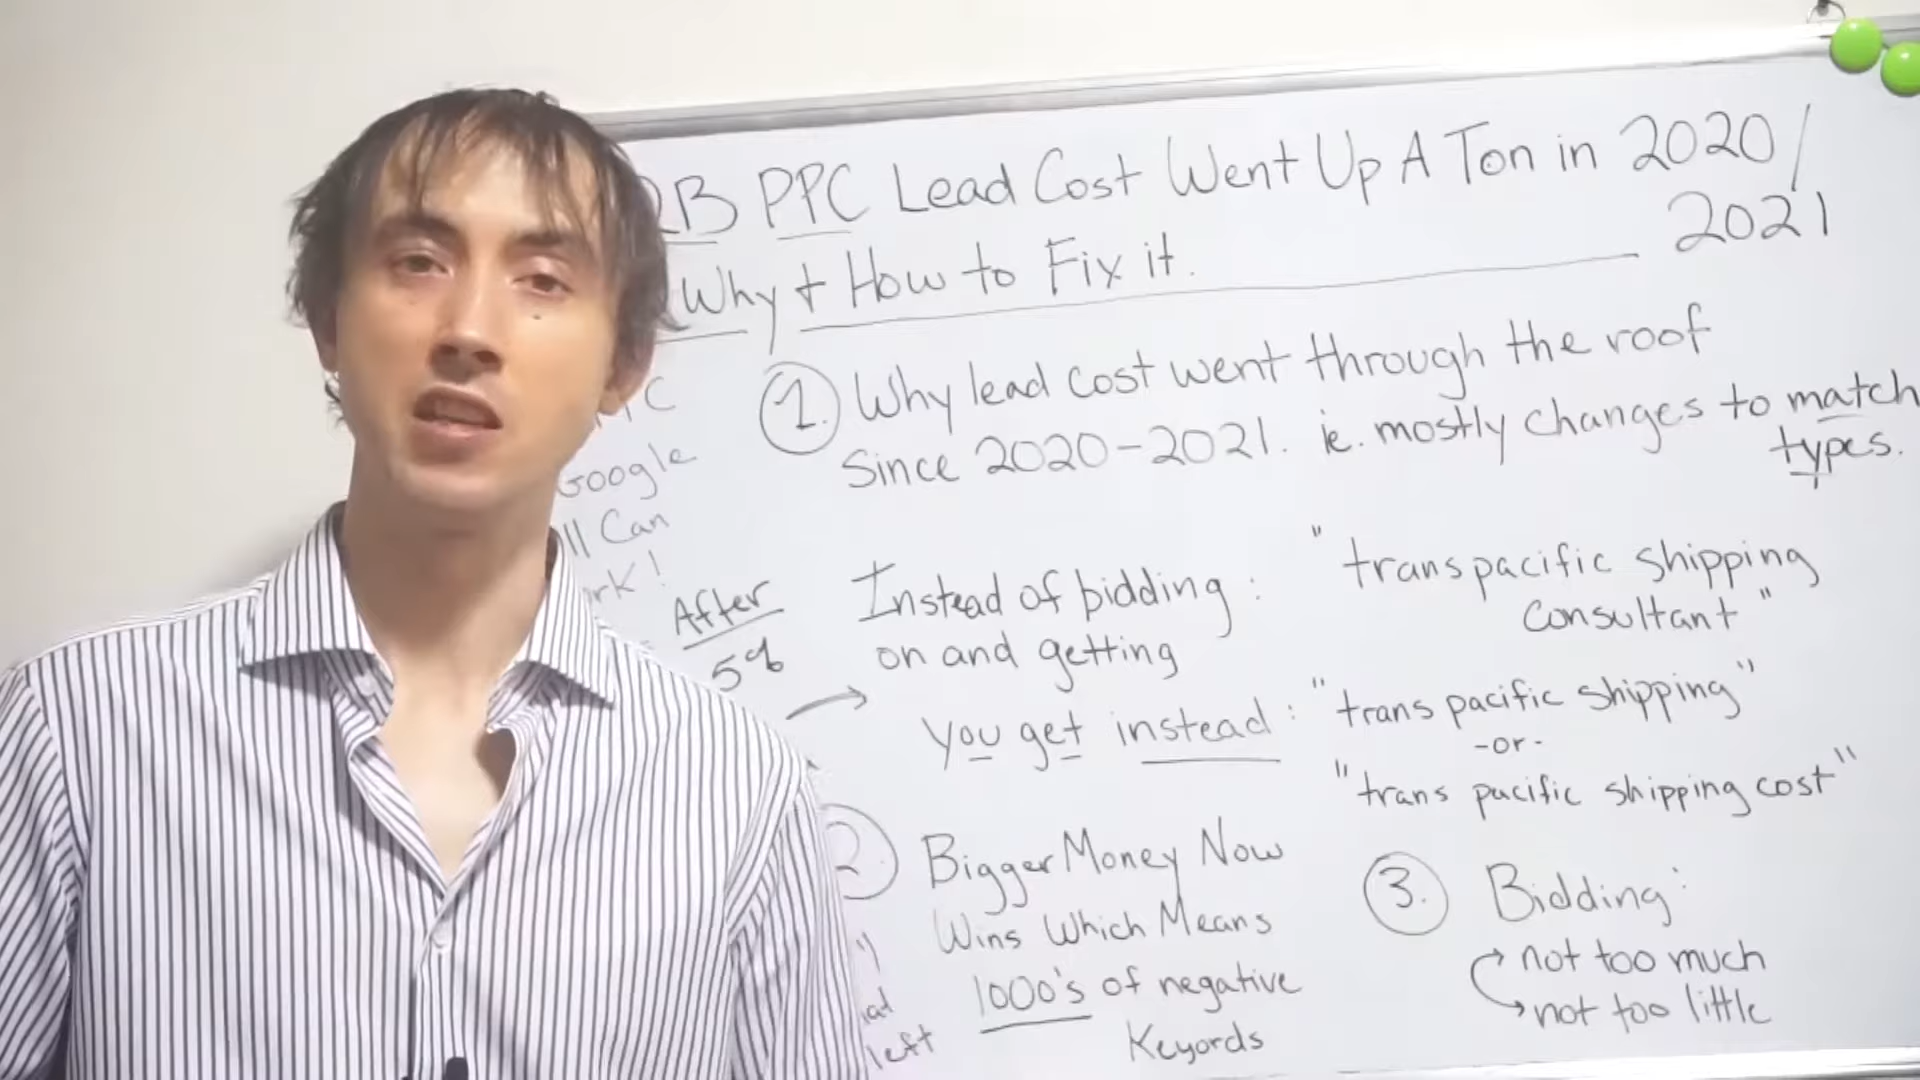 2B PPC Lead Cost Went Up A Ton in 2020/
2021
Why & How to Fix it.
1. Why lead cost went through the roof
Since 2020-2021. ie. mostly changes to match
types.
Google
Can
After
5%
Instead of bidding :
on and getting
"transpacific shipping
consultant"
You get instead :
"trans pacific shipping"
-or-
"trans pacific shipping cost"
2. Bigger Money Now
Wins Which Means
1000's of negative
Keyords
left
3. Bidding:
not too much
not too little